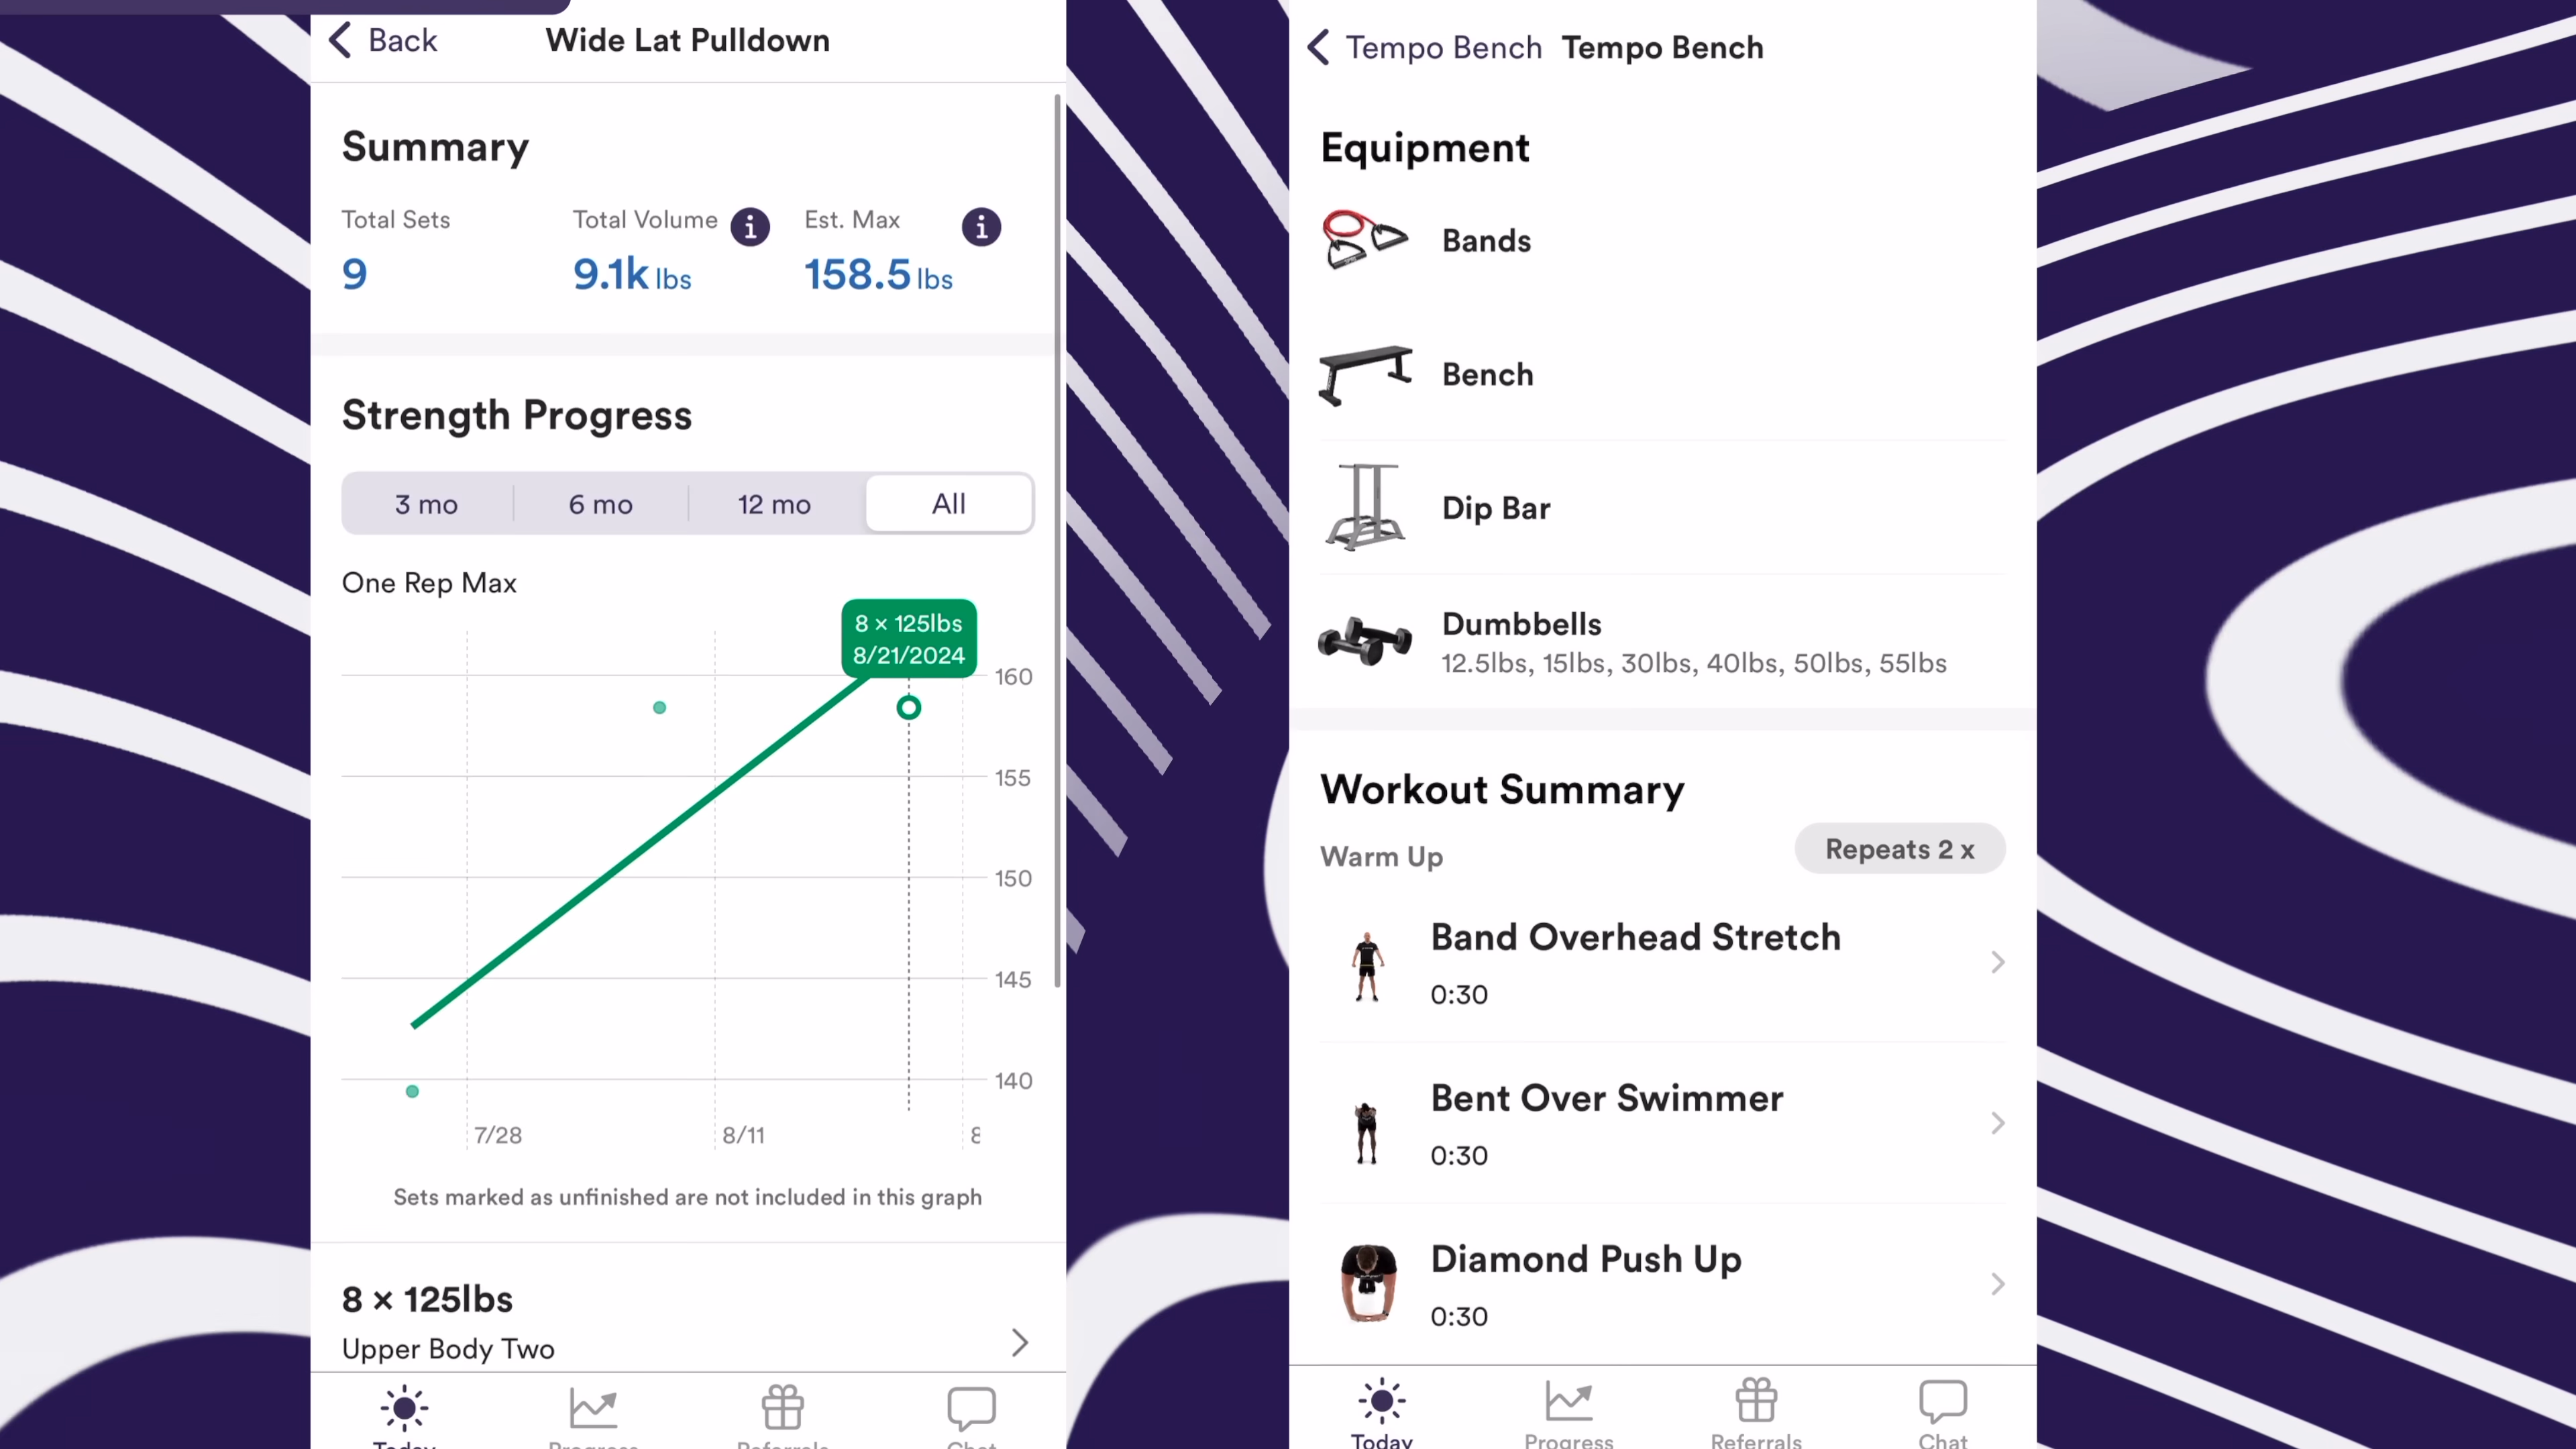 Back
Wide Lat Pulldown
Summary
Total Sets
Total Volume
Est. Max
9
9.1k lbs
158.5 lbs
Strength Progress
3 mo
6 mo
12 mo
All
One Rep Max
8 × 125lbs
8/21/2024
160
155
150
145
140
7/28
8/11
8
Sets marked as unfinished are not included in this graph
8 × 125lbs
Upper Body Two
Today
Progress
Referrals
Chat
Tempo Bench
Tempo Bench
Equipment
Bands
Bench
Dip Bar
Dumbbells
12.5lbs, 15lbs, 30lbs, 40lbs, 50lbs, 55lbs
Workout Summary
Warm Up
Repeats 2 x
Band Overhead Stretch
0:30
Bent Over Swimmer
0:30
Diamond Push Up
0:30
Today
Progress
Referrals
Chat